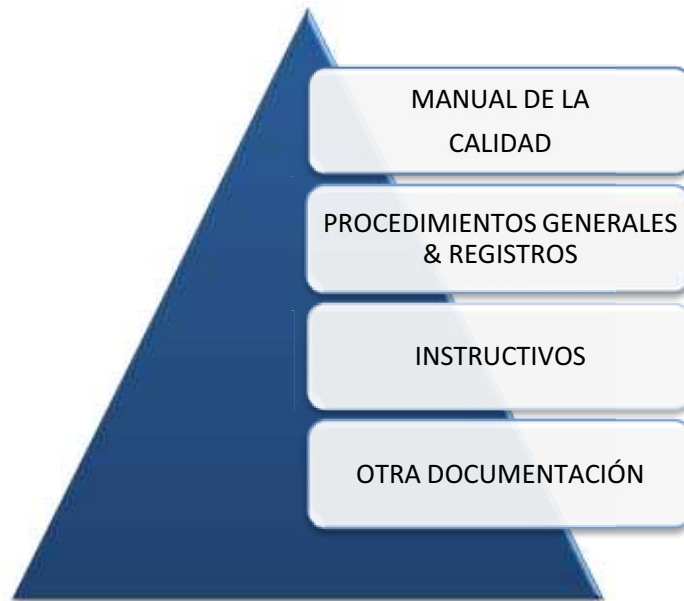 MANUAL DE LA
CALIDAD
PROCEDIMIENTOS GENERALES
& REGISTROS
INSTRUCTIVOS
OTRA DOCUMENTACIÓN